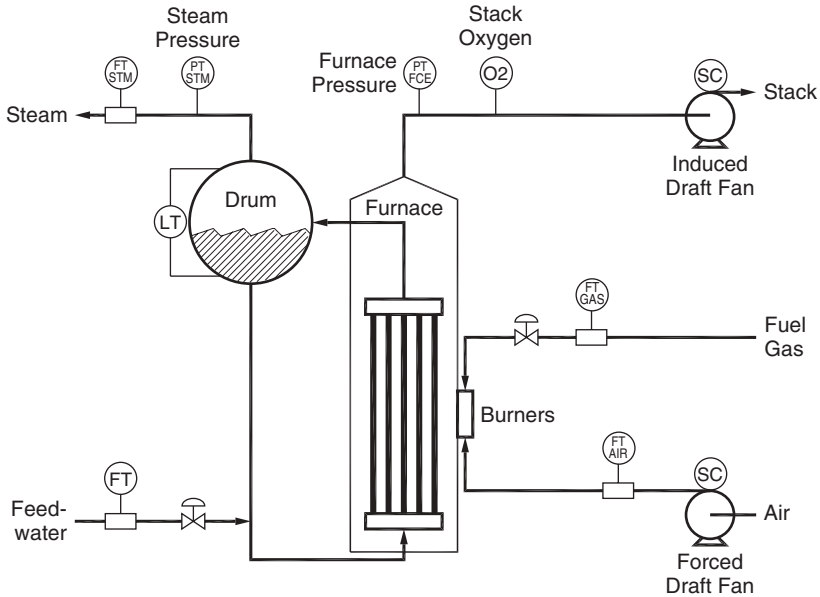 Steam
Pressure
Stack
Oxygen
FT
STM
PT
STM
Furnace
Pressure
PT
FCE
O2
SC
Steam
Stack
Induced
Draft Fan
Drum
Furnace
LT
FT
GAS
Fuel
Gas
Burners
FT
AIR
SC
FT
Feed-
water
Air
Forced
Draft Fan